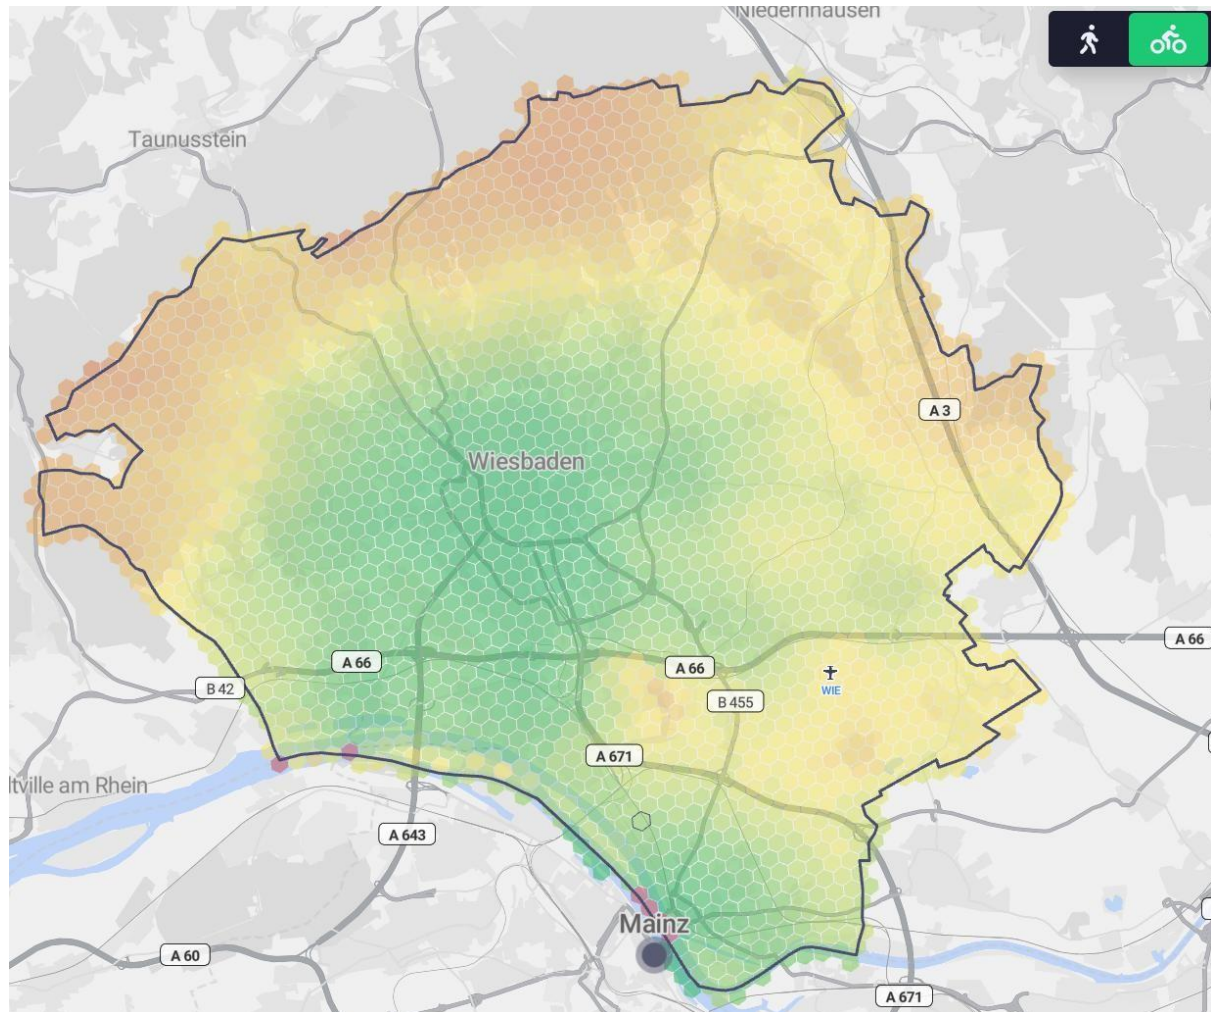 Niedernhausen
Taunusstein
A 3
Wiesbaden
A 66
A 66
A 66
B 42
WIE
B 455
A 671
ltville am Rhein
A 643
Mainz
A 60
A 671